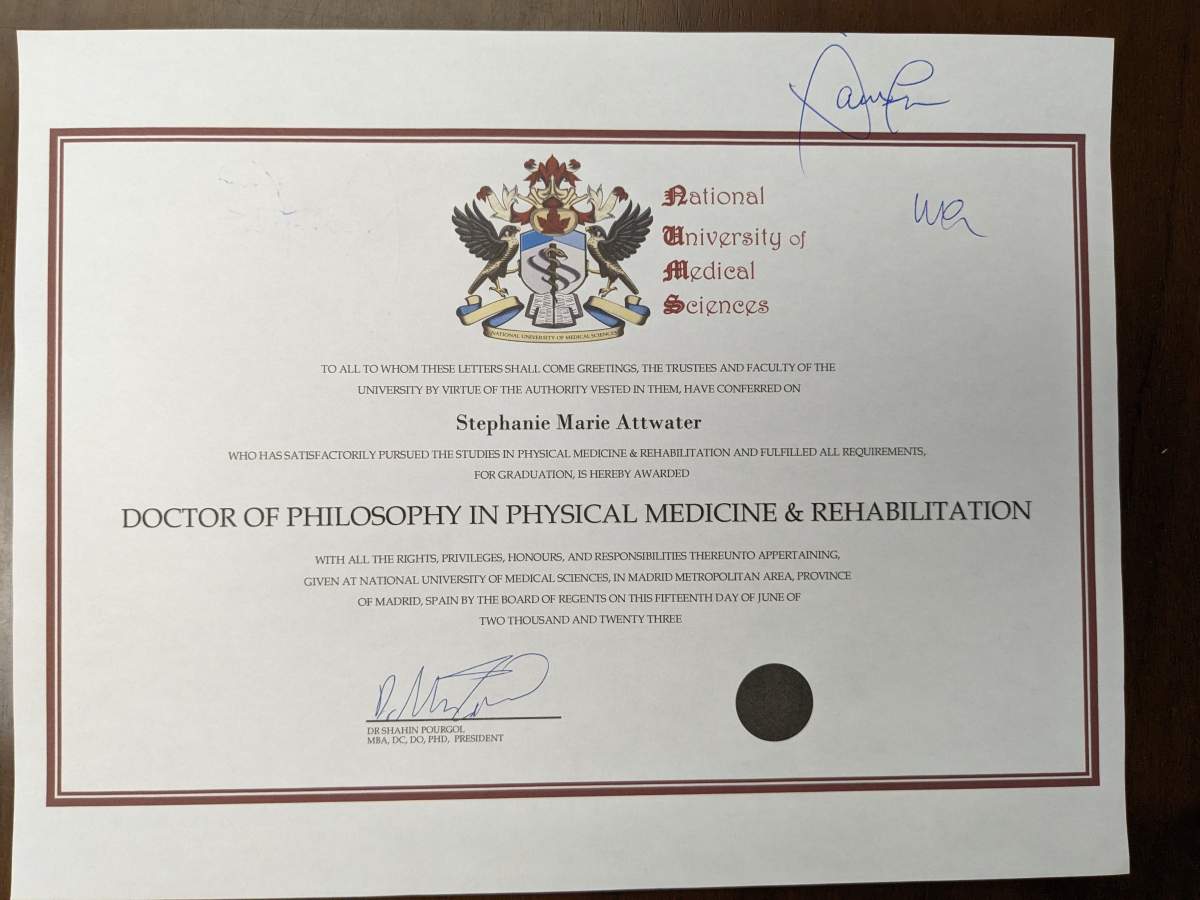 National
University of
Medical
Sciences
NATIONAL UNIVERSITY OF MEDICAL SCIENCES
TO ALL TO WHOM THESE LETTERS SHALL COME GREETINGS, THE TRUSTEES AND FACULTY OF THE
UNIVERSITY BY VIRTUE OF THE AUTHORITY VESTED IN THEM, HAVE CONFERRED ON
Stephanie Marie Attwater
WHO HAS SATISFACTORILY PURSUED THE STUDIES IN PHYSICAL MEDICINE & REHABILITATION AND FULFILLED ALL REQUIREMENTS,
FOR GRADUATION, IS HEREBY AWARDED
DOCTOR OF PHILOSOPHY IN PHYSICAL MEDICINE & REHABILITATION
WITH ALL THE RIGHTS, PRIVILEGES, HONOURS, AND RESPONSIBILITIES THEREUNTO APPERTAINING,
GIVEN AT NATIONAL UNIVERSITY OF MEDICAL SCIENCES, IN MADRID METROPOLITAN AREA, PROVINCE
OF MADRID, SPAIN BY THE BOARD OF REGENTS ON THIS FIFTEENTH DAY OF JUNE OF
TWO THOUSAND AND TWENTY THREE
DR SHAHIN POURGOL
MBA, DC, DO, PHD, PRESIDENT